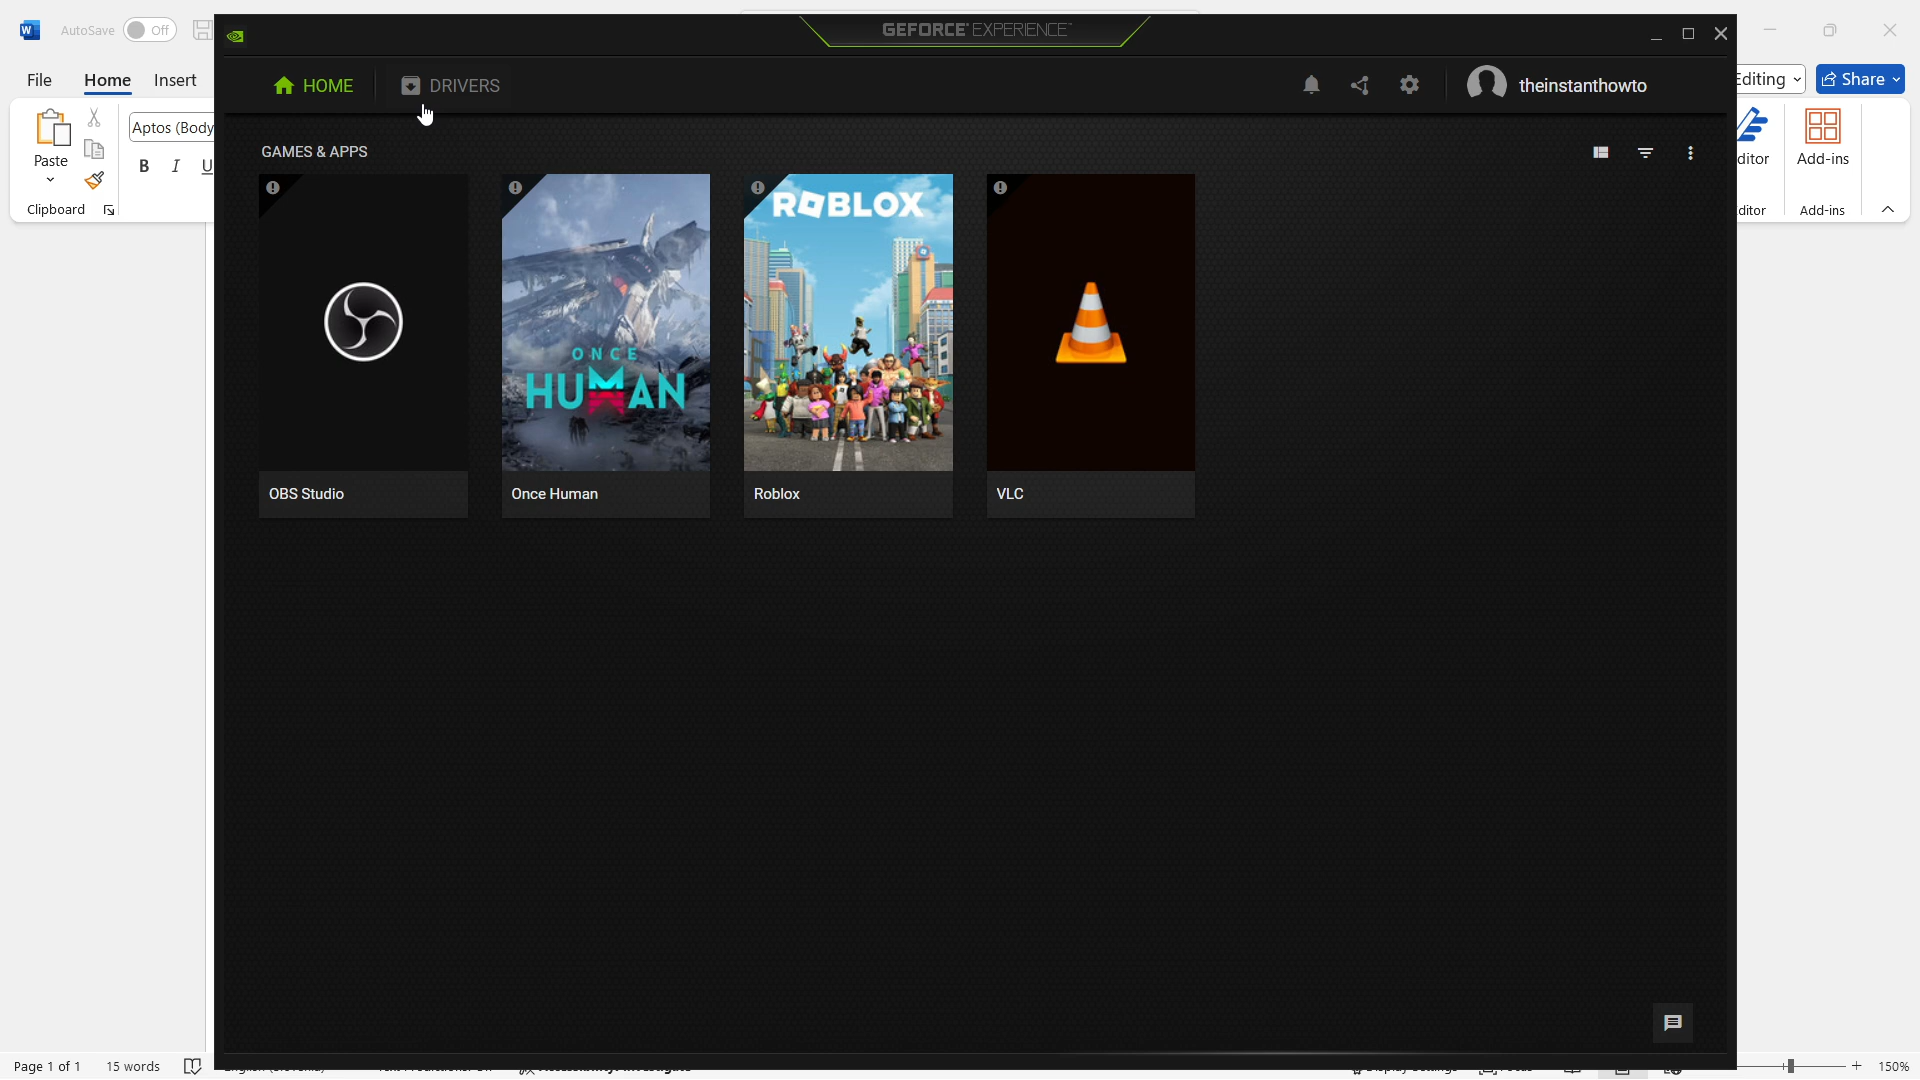 AutoSave Off
GEFORCE EXPERIENCE
File Home Insert
HOME DRIVERS
theinstanthowto
Editing Share
Paste
Aptos (Body
B I U
Clipboard
ditor Add-ins
ditor Add-ins
GAMES & APPS
ROBLOX
ONCE
HUMAN
OBS Studio
Once Human
Roblox
VLC
Page 1 of 1 15 words
150%